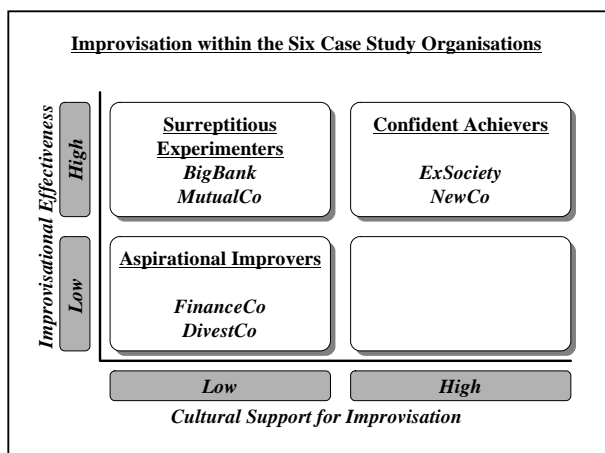 Improvisation within the Six Case Study Organisations
Improvisational Effectiveness
High
Surreptitious
Experimenters
BigBank
MutualCo
Confident Achievers
ExSociety
NewCo
Low
Aspirational Improvers
FinanceCo
DivestCo
Low
High
Cultural Support for Improvisation